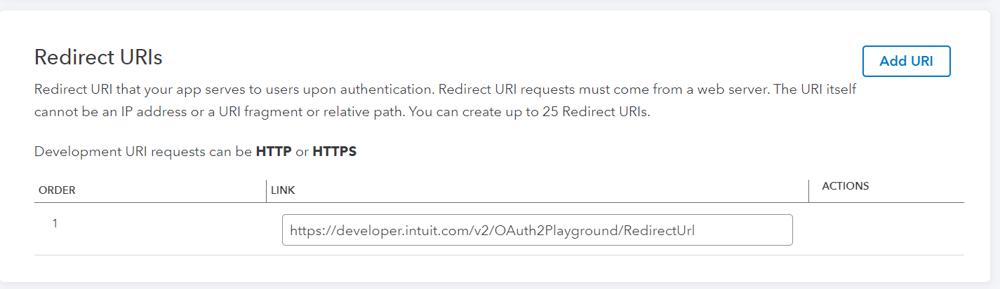 Redirect URIs
Add URI
Redirect URI that your app serves to users upon authentication. Redirect URI requests must come from a web server. The URI itself
cannot be an IP address or a URI fragment or relative path. You can create up to 25 Redirect URIs.
Development URI requests can be HTTP or HTTPS
ORDER LINK ACTIONS
1 https://developer.intuit.com/v2/OAuth2Playground/RedirectUrl